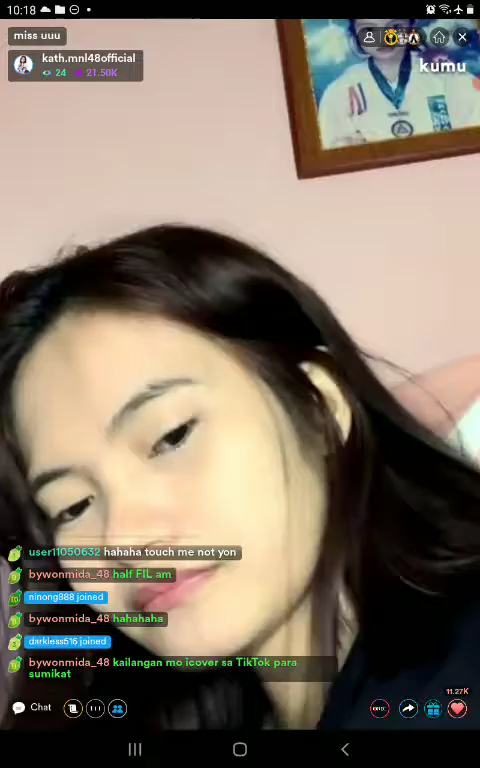 10:18
miss uuu
kath.mnl48official
24 21.50K
kumu
user11050632 hahaha touch me not yon
bywonmida_48 half FIL am
ninong888 joined
bywonmida_48 hahahaha
darkless516 joined
bywonmida_48 kailangan mo icover sa TikTok para
sumikat
11.27K
Chat